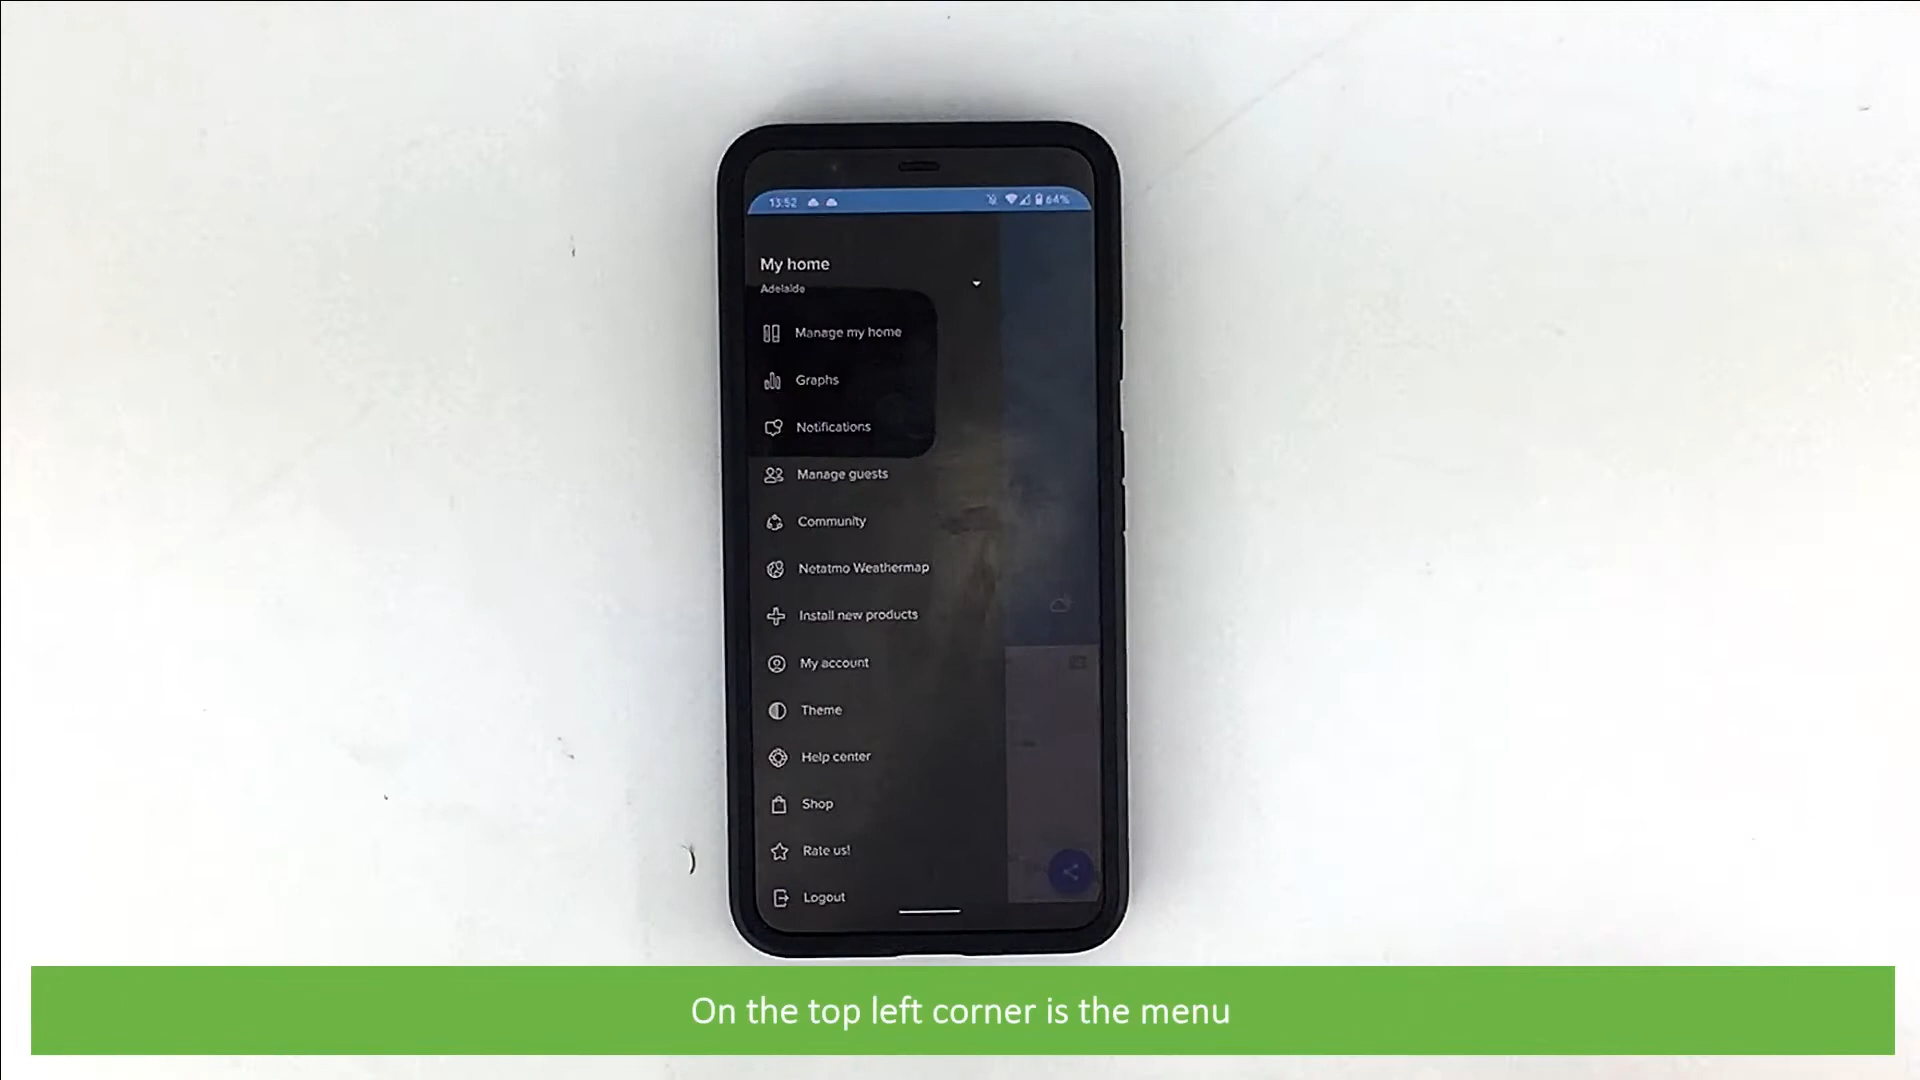 13:52 64%
My home
Adelaide
Manage my home
Graphs
Notifications
Manage guests
Community
Netatmo Weathermap
Install new products
My account
Theme
Help center
Shop
Rate us!
Logout
On the top left corner is the menu